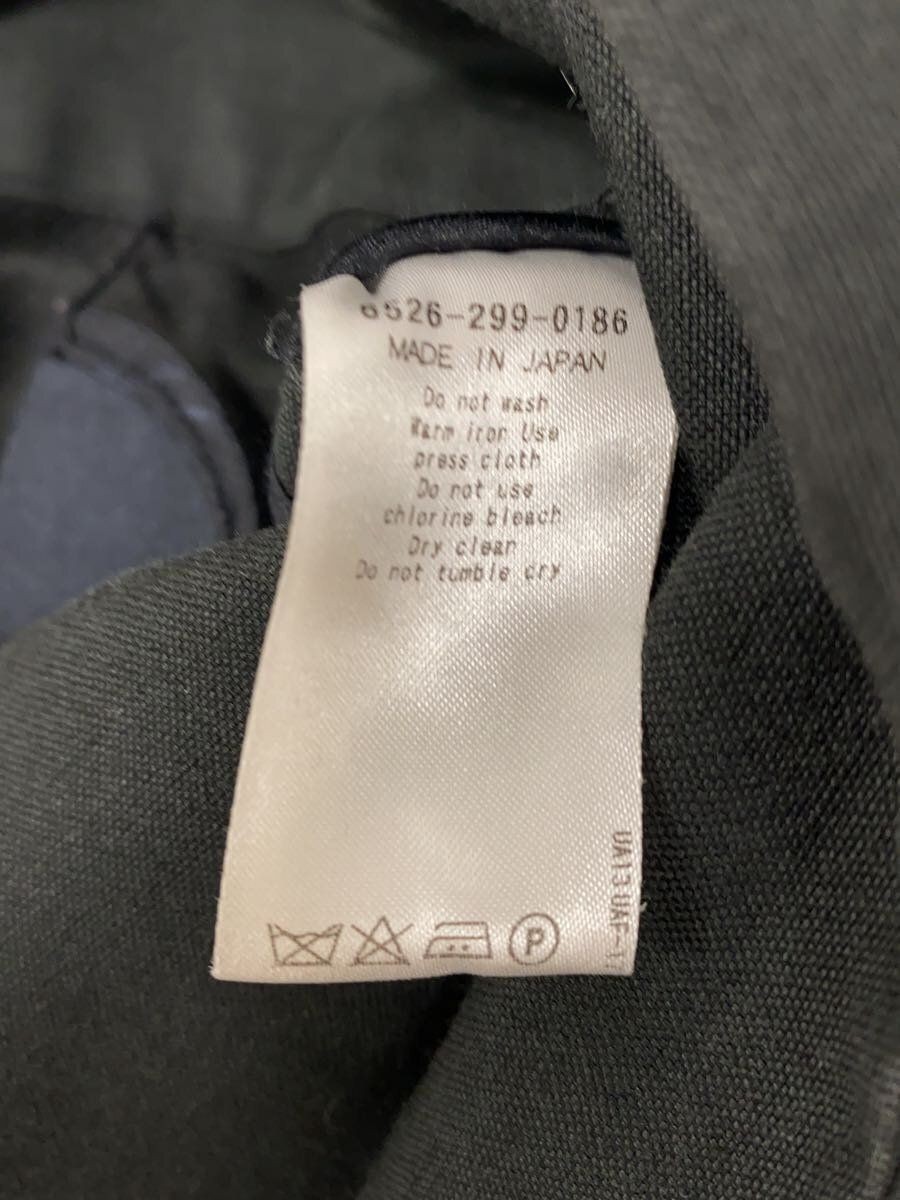 6526-299-0186
MADE IN JAPAN
Do not wash
Warm iron Use
press cloth
Do not use
chlorine bleach
Dry clean
Do not tumble dry
P